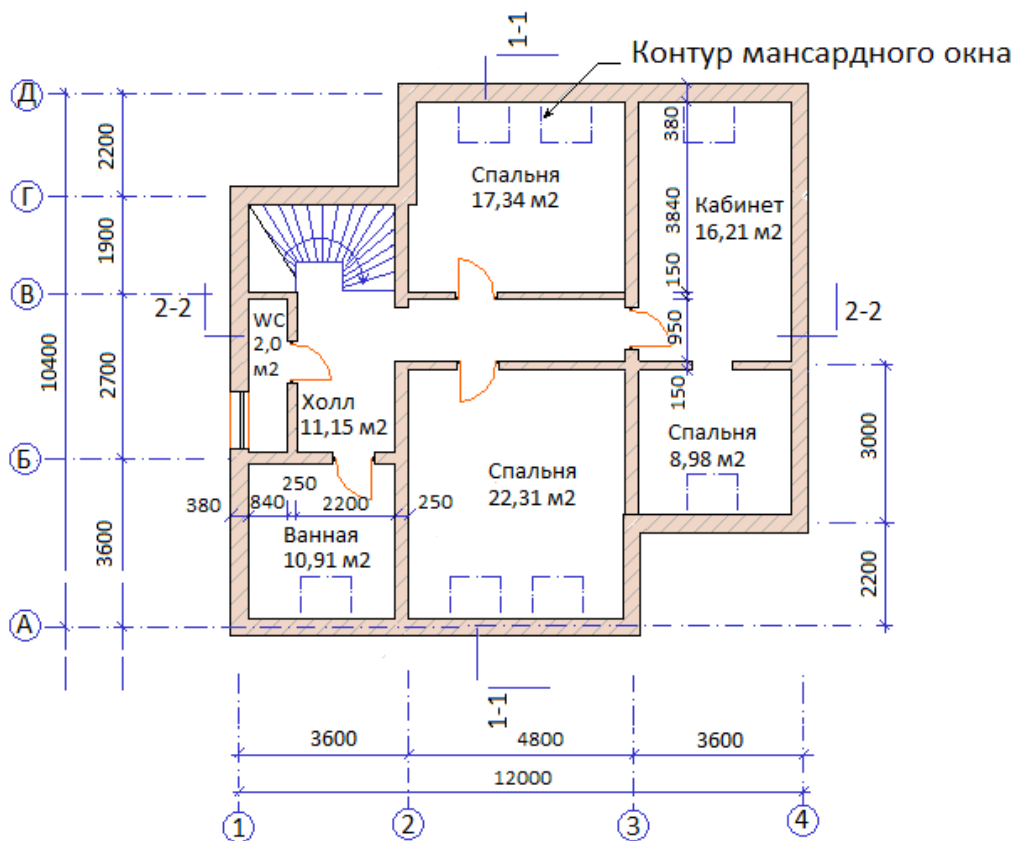 1-1
Контур мансардного окна
Д
380
2200
Спальня
17,34 м2
Г
Кабинет
16,21 м2
3840
1900
150
В
2-2
2-2
WC
2,0
м2
950
10400
2700
150
Холл
11,15 м2
3000
Спальня
8,98 м2
Б
Спальня
22,31 м2
250
380
840
2200
250
Ванная
10,91 м2
3600
2200
А
1-1
3600
4800
3600
12000
1
2
3
4